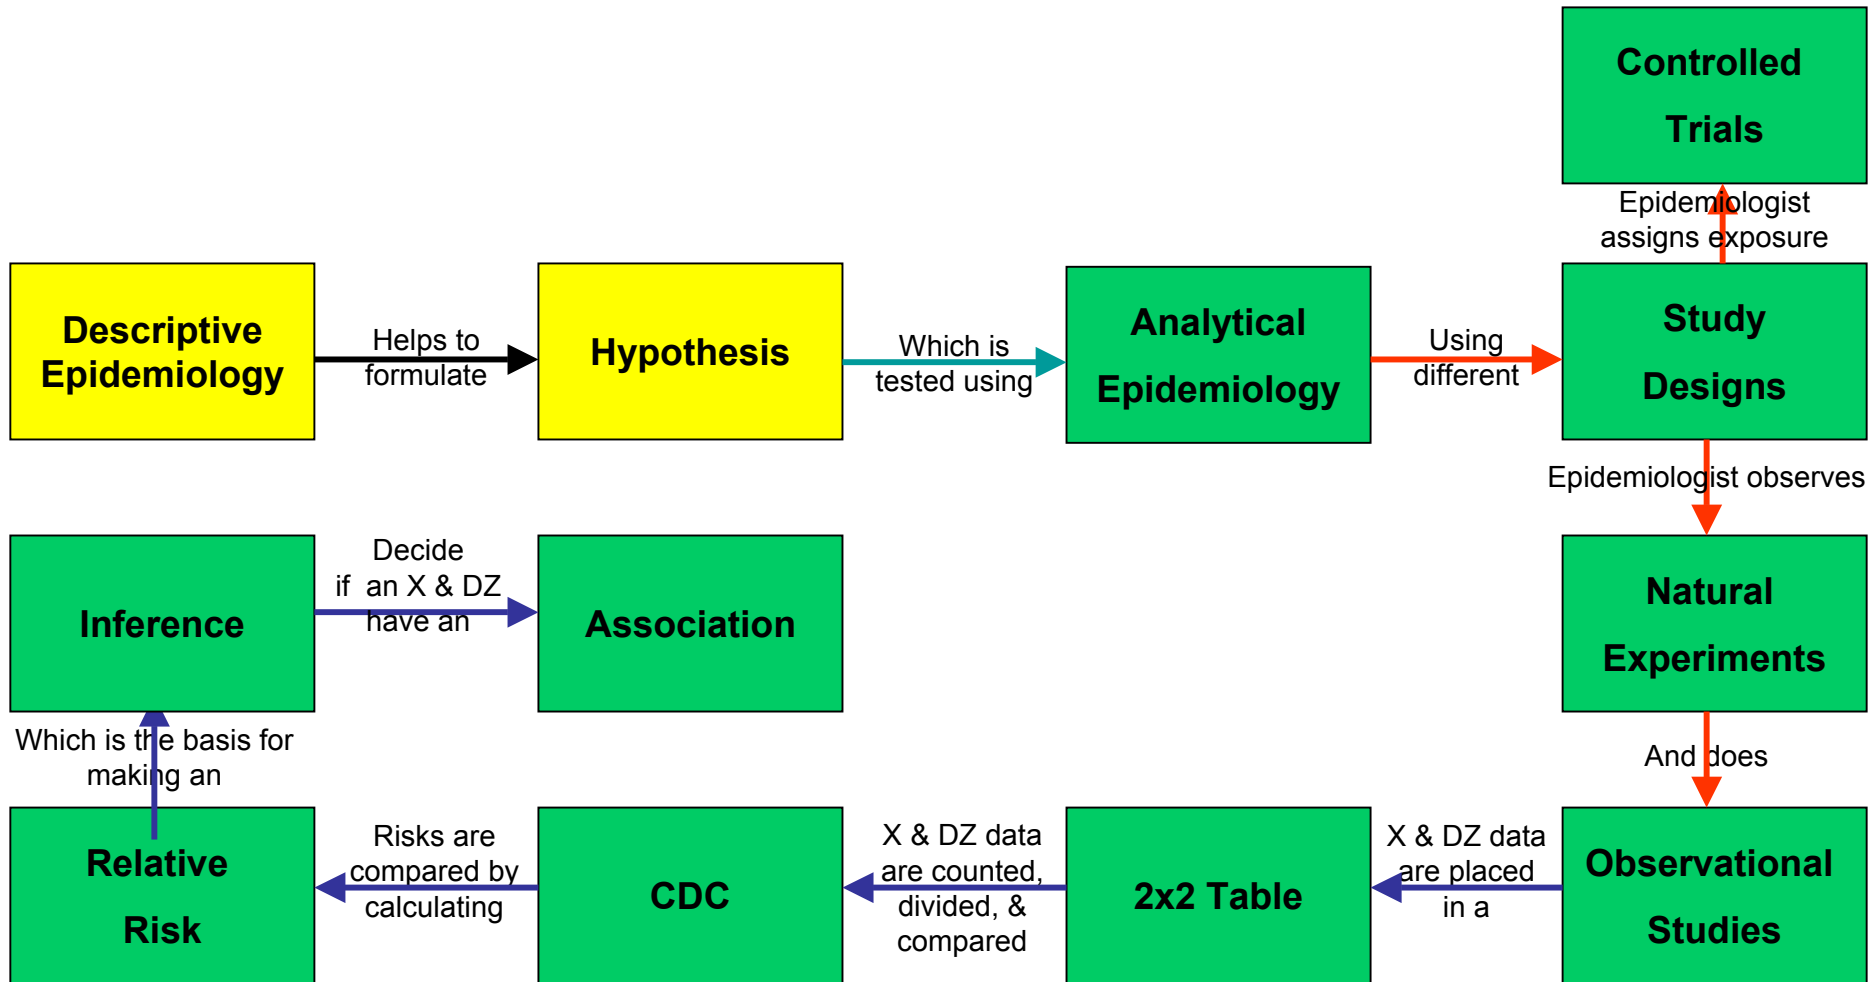 Controlled
Trials
Epidemiologist
assigns exposure
Descriptive
Epidemiology
Helps to
formulate
Hypothesis
Which is
tested using
Analytical
Epidemiology
Using
different
Study
Designs
Epidemiologist observes
Natural
Experiments
And does
Observational
Studies
X & DZ data
are placed
in a
2x2 Table
X & DZ data
are counted,
divided, &
compared
CDC
Risks are
compared by
calculating
Relative
Risk
Which is the basis for
making an
Inference
Decide
if an X & DZ
have an
Association